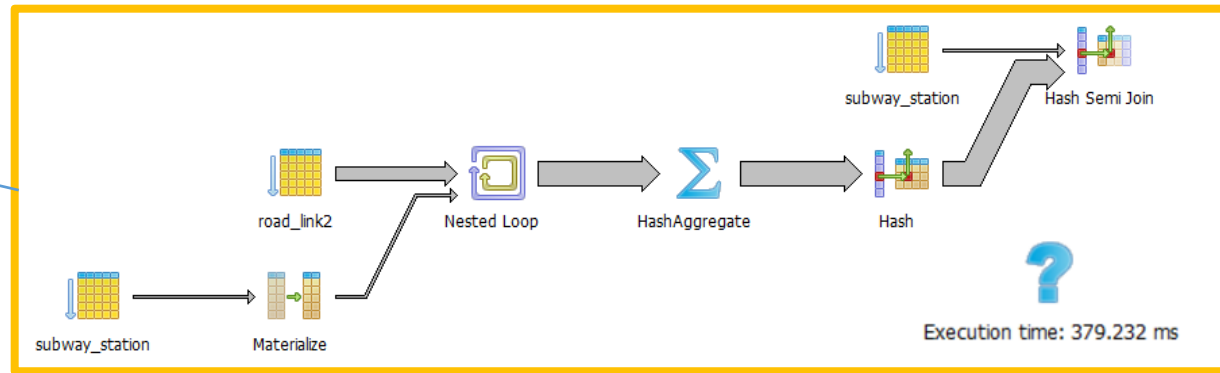 subway_station
Hash Semi Join
road_link2
Nested Loop
HashAggregate
Hash
subway_station
Materialize
Execution time: 379.232 ms